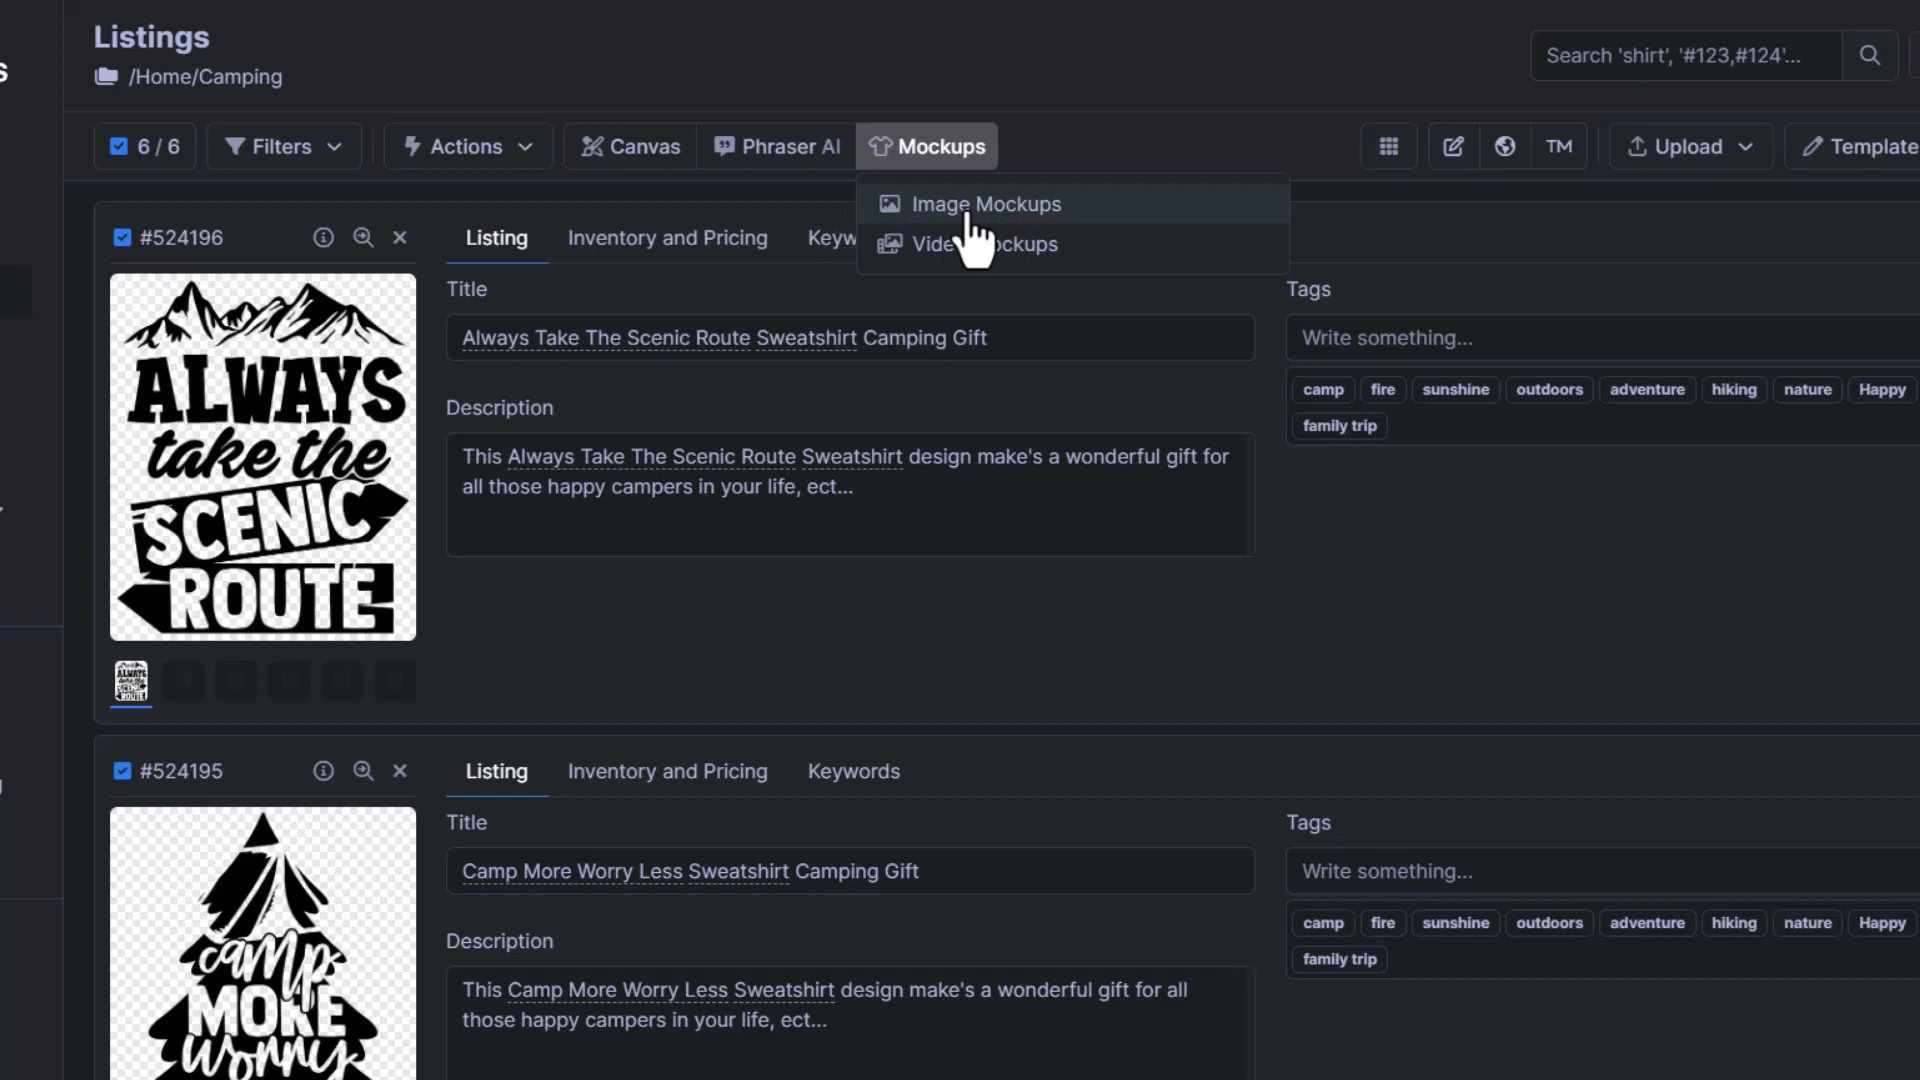 Listings
/Home/Camping
Search 'shirt', '#123,#124'...
6 / 6
Filters
Actions
Canvas
Phraser AI
Mockups
TM
Upload
Template
Image Mockups
#524196
Listing
Inventory and Pricing
Title
Always Take The Scenic Route Sweatshirt Camping Gift
Description
This Always Take The Scenic Route Sweatshirt design make's a wonderful gift for
all those happy campers in your life, ect...
Tags
Write something...
camp fire sunshine outdoors adventure hiking nature Happy
family trip
ALWAYS
take the
SCENIC
ROUTE
ALWAYS
take the
SCENIC
ROUTE
#524195
Listing
Inventory and Pricing
Keywords
Title
Camp More Worry Less Sweatshirt Camping Gift
Description
This Camp More Worry Less Sweatshirt design make's a wonderful gift for all
those happy campers in your life, ect...
Tags
Write something...
camp fire sunshine outdoors adventure hiking nature Happy
family trip
camp
MORE
worry